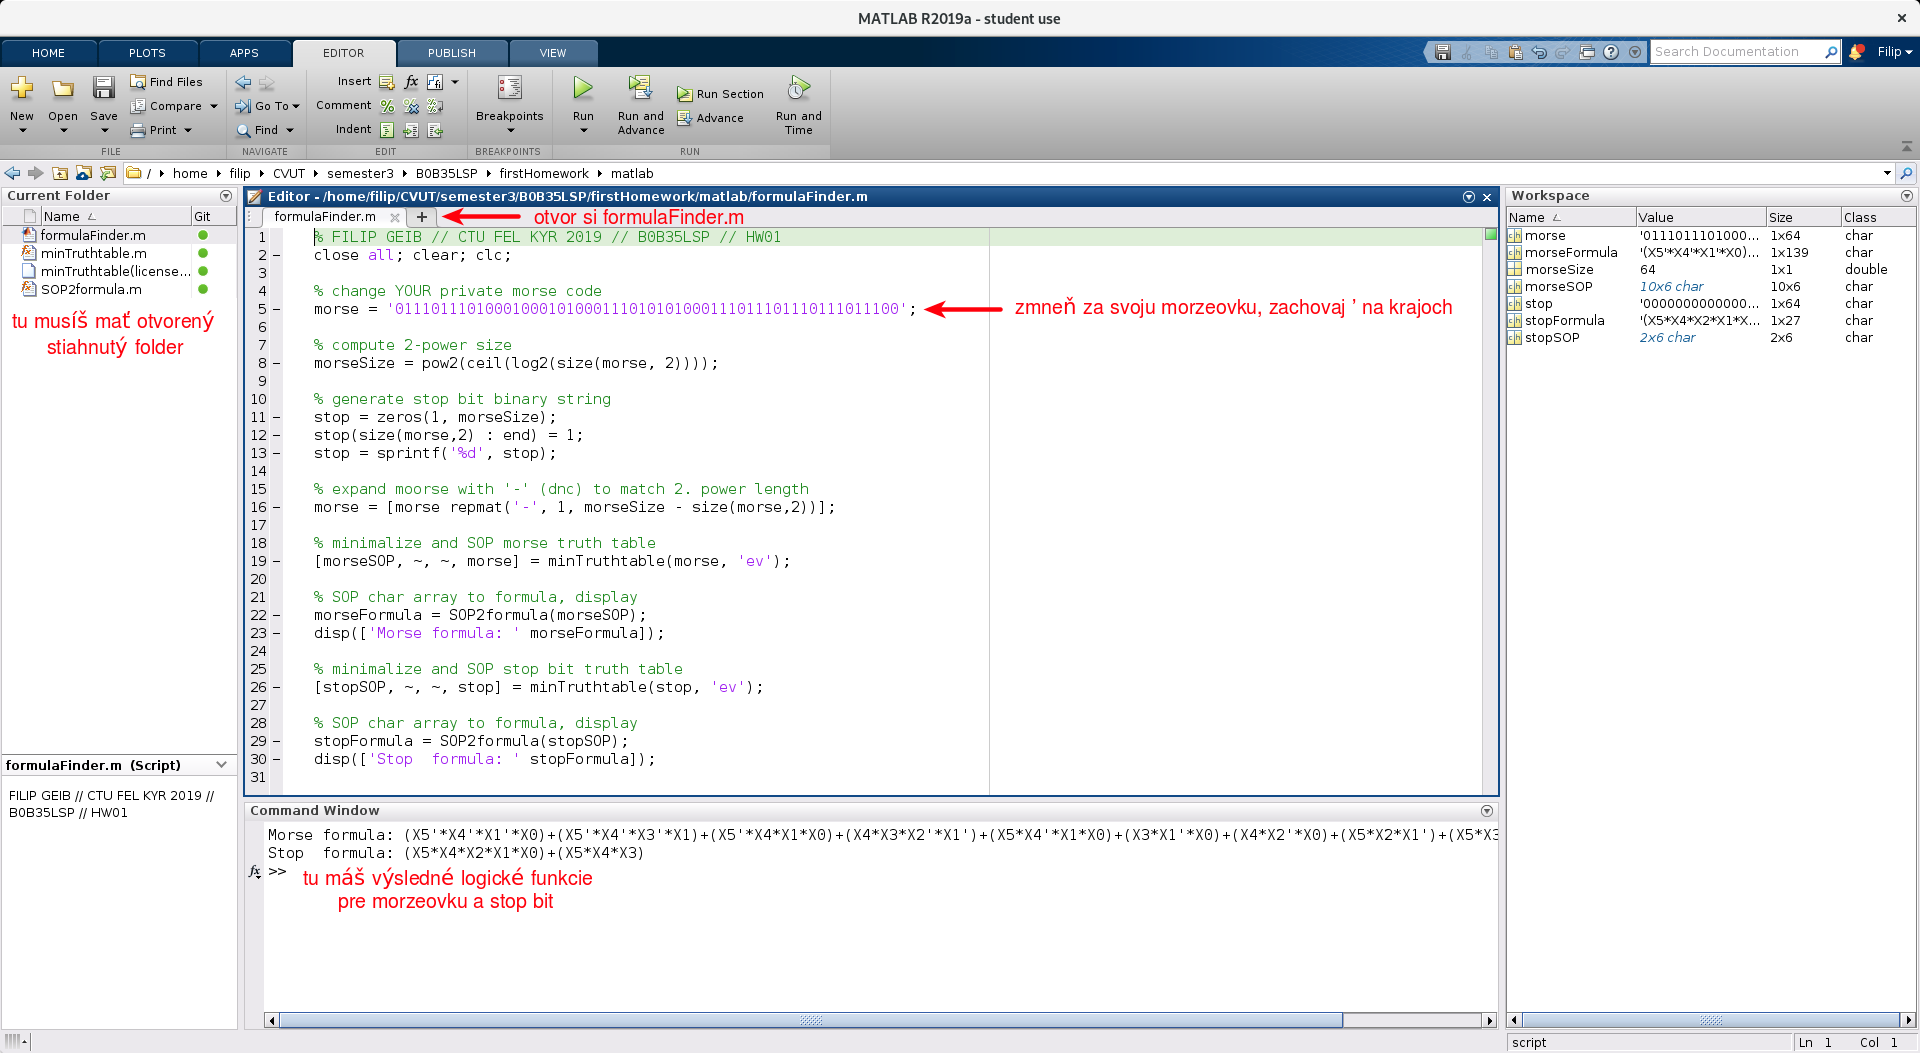 MATLAB R2019a - student use
HOME PLOTS APPS EDITOR PUBLISH VIEW
Search Documentation
Filip
New
Open
Save
Find Files
Compare
Print
FILE
Go To
Find
NAVIGATE
Insert
Comment
Indent
EDIT
Breakpoints
BREAKPOINTS
Run
Run and Advance
Run Section
Advance
Run and Time
RUN
/ home filip CVUT semester3 B0B35LSP firstHomework matlab
Current Folder
Name Git
formulaFinder.m
minTruthtable.m
minTruthtable(license...
SOP2formula.m
tu musíš mať otvorený
stiahnutý folder
formulaFinder.m (Script)
FILIP GEIB // CTU FEL KYR 2019 //
B0B35LSP // HW01
Editor - /home/filip/CVUT/semester3/B0B35LSP/firstHomework/matlab/formulaFinder.m
formulaFinder.m
otvor si formulaFinder.m
1 % FILIP GEIB // CTU FEL KYR 2019 // B0B35LSP // HW01
2 – close all; clear; clc;
3
4 % change YOUR private morse code
5 – morse = '011101110100010001010001110101010001110111011101110111​00';
zmneň za svoju morzeovku, zachovaj ' na krajoch
6
7 % compute 2-power size
8 – morseSize = pow2(ceil(log2(size(morse, 2))));
9
10 % generate stop bit binary string
11 – stop = zeros(1, morseSize);
12 – stop(size(morse,2) : end) = 1;
13 – stop = sprintf('%d', stop);
14
15 % expand moorse with '-' (dnc) to match 2. power length
16 – morse = [morse repmat('-', 1, morseSize - size(morse,2))];
17
18 % minimalize and SOP morse truth table
19 – [morseSOP, ~, ~, morse] = minTruthtable(morse, 'ev');
20
21 % SOP char array to formula, display
22 – morseFormula = SOP2formula(morseSOP);
23 – disp(['Morse formula: ' morseFormula]);
24
25 % minimalize and SOP stop bit truth table
26 – [stopSOP, ~, ~, stop] = minTruthtable(stop, 'ev');
27
28 % SOP char array to formula, display
29 – stopFormula = SOP2formula(stopSOP);
30 – disp(['Stop  formula: ' stopFormula]);
31
Command Window
Morse formula: (X5'*X4'*X1'*X0)+(X5'*X4'*X3'*X1)+(X5'*X4*X1*X0)+(X4*X3*X2'*X1')+(X5*X4'*X1*X0)+(X3*X1'*X0)+(X4*X2'*X0)+(X5*X2*X1')+(X5*X3
Stop  formula: (X5*X4*X2*X1*X0)+(X5*X4*X3)
fx >>
tu máš výsledné logické funkcie
pre morzeovku a stop bit
Workspace
Name Value Size Class
morse '0111011101000... 1x64 char
morseFormula '(X5'*X4'*X1'*X0)... 1x139 char
morseSize 64 1x1 double
morseSOP 10x6 char 10x6 char
stop '0000000000000... 1x64 char
stopFormula '(X5*X4*X2*X1*X... 1x27 char
stopSOP 2x6 char 2x6 char
script
Ln 1 Col 1